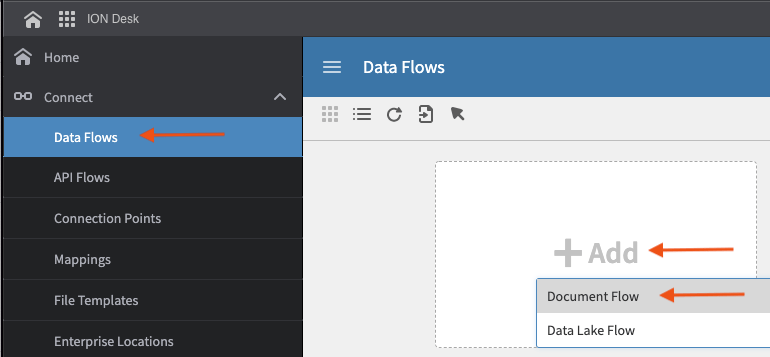 ION Desk
Home
Connect
Data Flows
API Flows
Connection Points
Mappings
File Templates
Enterprise Locations
Data Flows
Add
Document Flow
Data Lake Flow